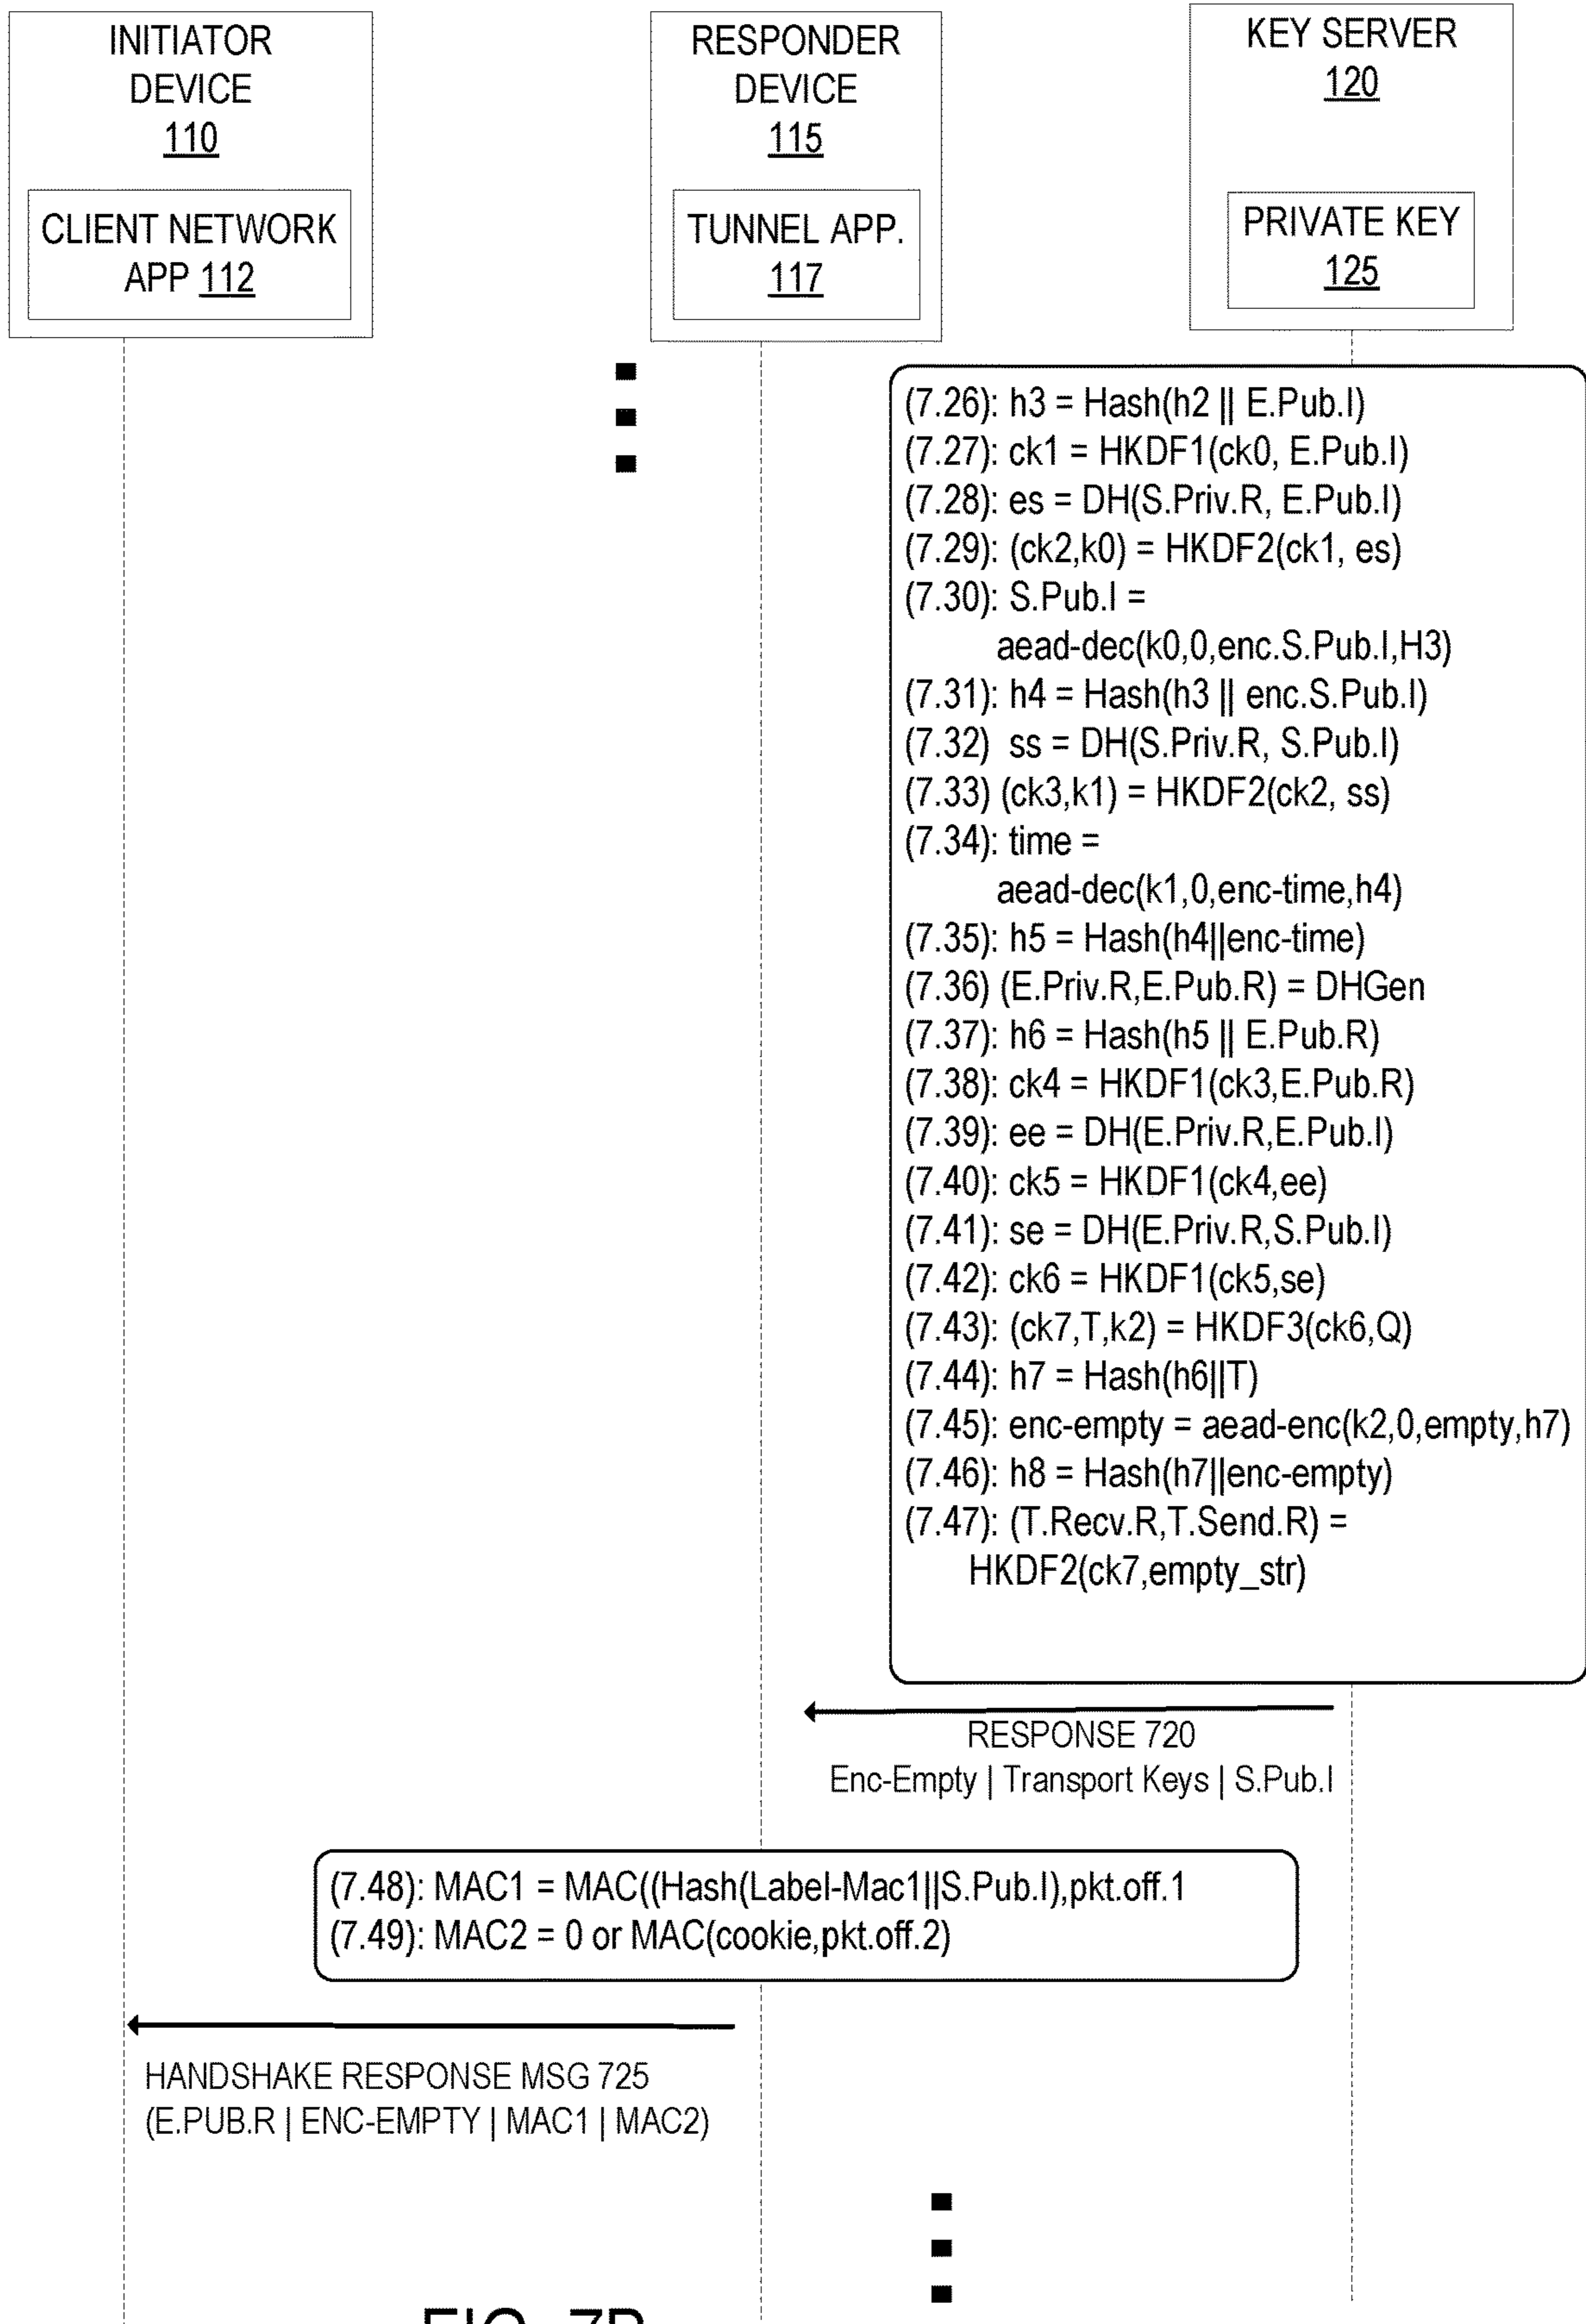 INITIATOR
DEVICE
110
CLIENT NETWORK
APP 112
RESPONDER
DEVICE
115
TUNNEL APP.
117
KEY SERVER
120
PRIVATE KEY
125
(7.26): h3 = Hash(h2 || E.Pub.I)
(7.27): ck1 = HKDF1(ck0, E.Pub.I)
(7.28): es = DH(S.Priv.R, E.Pub.I)
(7.29): (ck2,k0) = HKDF2(ck1, es)
(7.30): S.Pub.I =
aead-dec(k0,0,enc.S.Pub.I,H3)
(7.31): h4 = Hash(h3 || enc.S.Pub.I)
(7.32) ss = DH(S.Priv.R, S.Pub.I)
(7.33) (ck3,k1) = HKDF2(ck2, ss)
(7.34): time =
aead-dec(k1,0,enc-time,h4)
(7.35): h5 = Hash(h4||enc-time)
(7.36) (E.Priv.R,E.Pub.R) = DHGen
(7.37): h6 = Hash(h5 || E.Pub.R)
(7.38): ck4 = HKDF1(ck3,E.Pub.R)
(7.39): ee = DH(E.Priv.R,E.Pub.I)
(7.40): ck5 = HKDF1(ck4,ee)
(7.41): se = DH(E.Priv.R,S.Pub.I)
(7.42): ck6 = HKDF1(ck5,se)
(7.43): (ck7,T,k2) = HKDF3(ck6,Q)
(7.44): h7 = Hash(h6||T)
(7.45): enc-empty = aead-enc(k2,0,empty,h7)
(7.46): h8 = Hash(h7||enc-empty)
(7.47): (T.Recv.R,T.Send.R) =
HKDF2(ck7,empty_str)
RESPONSE 720
Enc-Empty | Transport Keys | S.Pub.I
(7.48): MAC1 = MAC((Hash(Label-Mac1||S.Pub.I),pkt.off.1
(7.49): MAC2 = 0 or MAC(cookie,pkt.off.2)
HANDSHAKE RESPONSE MSG 725
(E.PUB.R | ENC-EMPTY | MAC1 | MAC2)